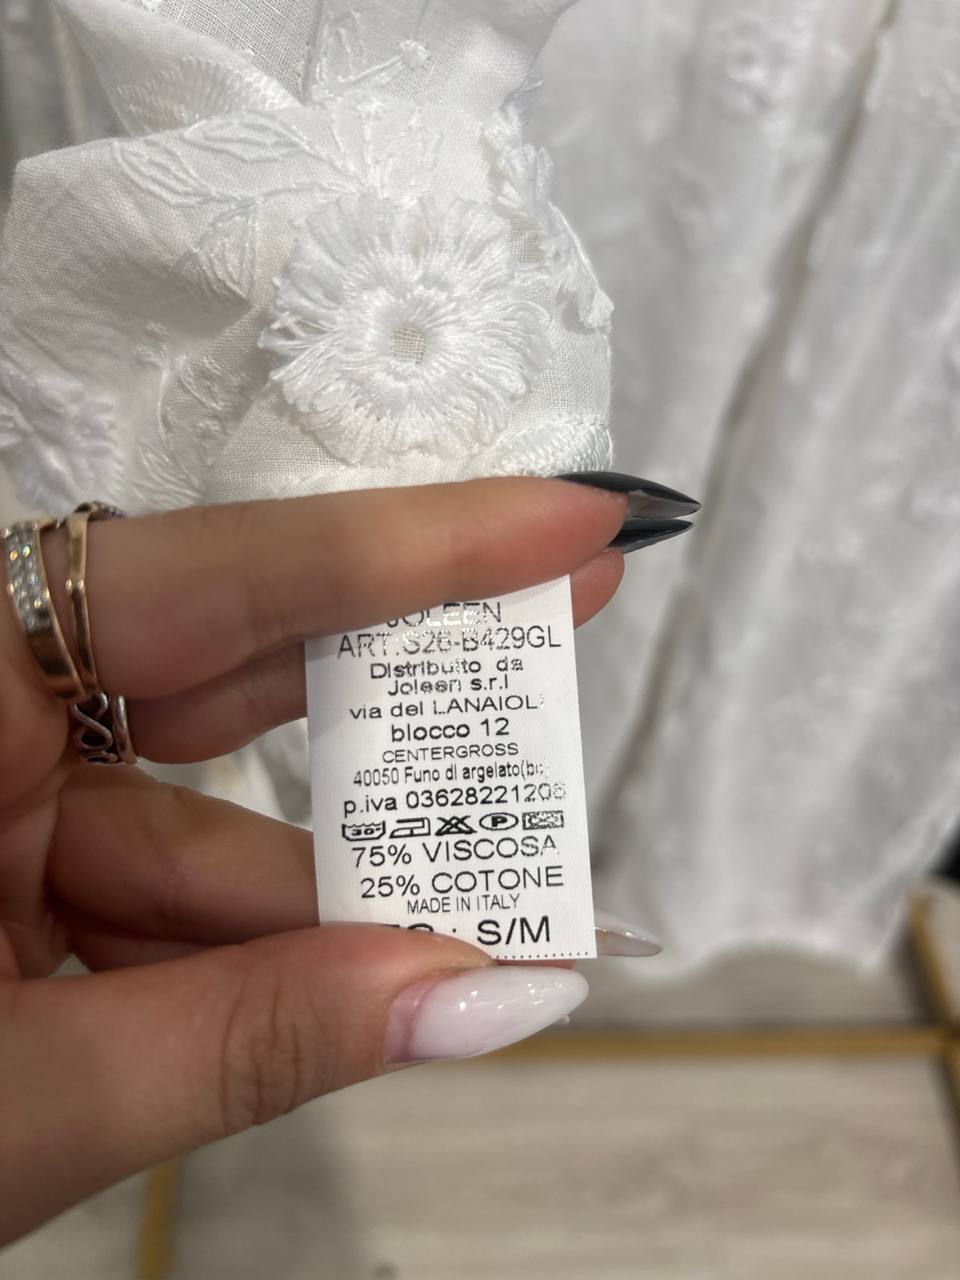 JOLEEN
ART.:S26-B429GL
Distribuito da
Joleen s.r.l
via del LANAIOLI
blocco 12
CENTERGROSS
40050 Funo di argelato(bo)
p.iva 03628221206
30°
P
75% VISCOSA
25% COTONE
MADE IN ITALY
: S/M